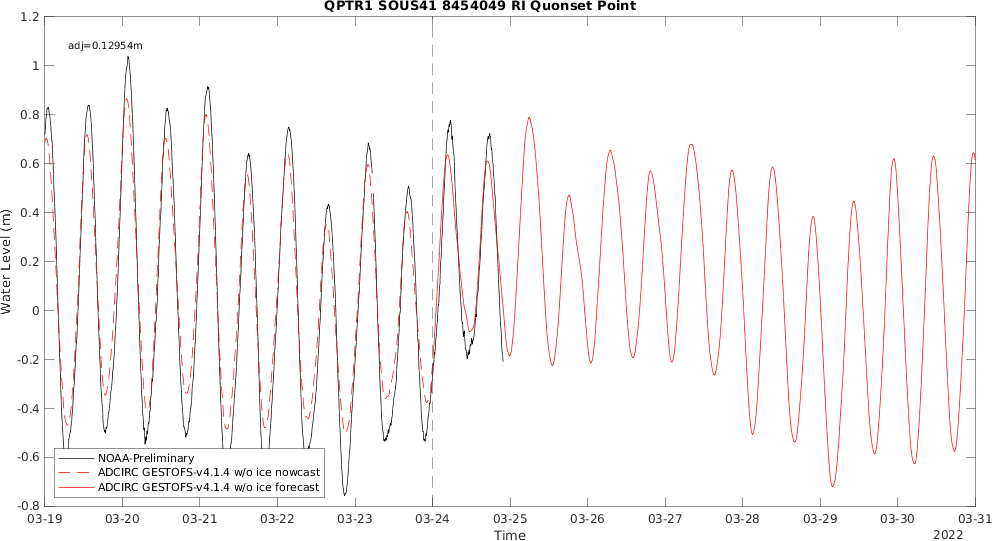 QPTR1 SOUS41 8454049 RI Quonset Point
adj=0.12954m
Water Level (m)
1.2
1
0.8
0.6
0.4
0.2
0
-0.2
-0.4
-0.6
-0.8
NOAA-Preliminary
ADCIRC GESTOFS-v4.1.4 w/o ice nowcast
ADCIRC GESTOFS-v4.1.4 w/o ice forecast
03-19 03-20 03-21 03-22 03-23 03-24 03-25 03-26 03-27 03-28 03-29 03-30 03-31
Time
2022